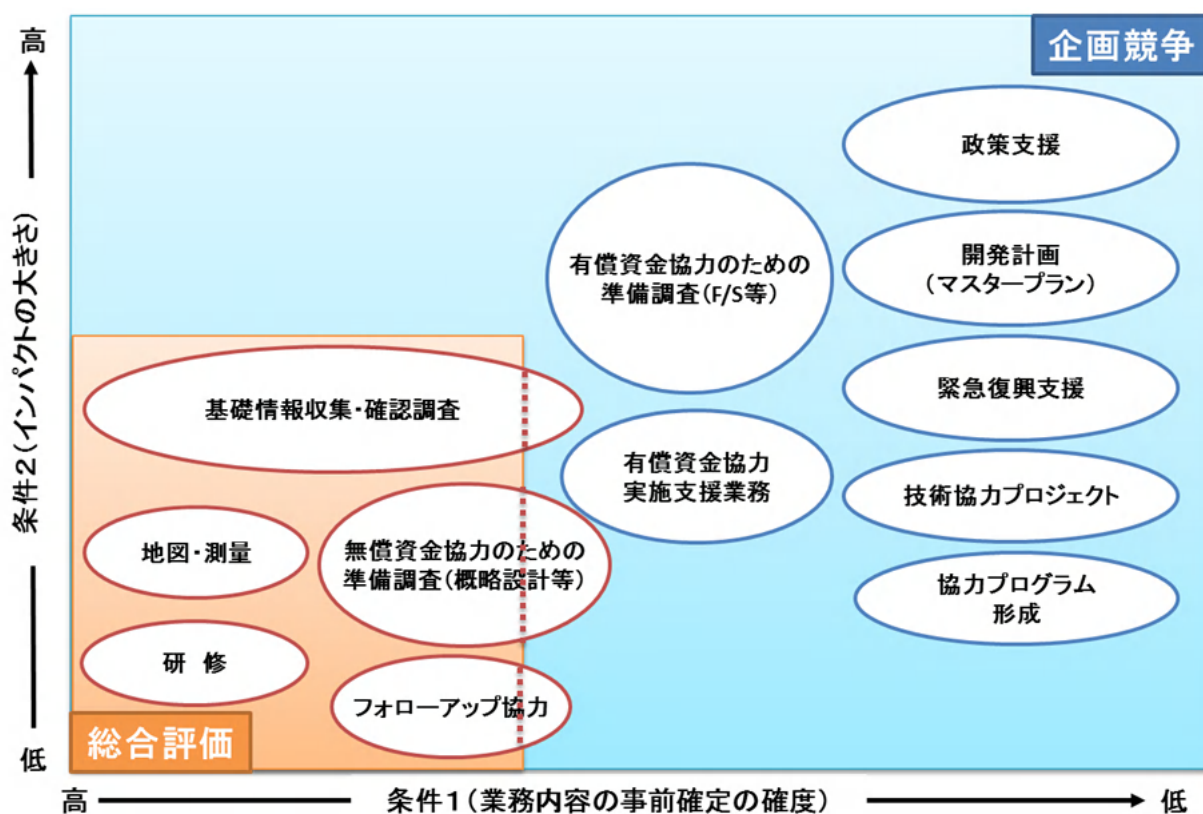 高
企画競争
政策支援
有償資金協力のための
準備調査(F/S等)
開発計画
(マスタープラン)
条件2(インパクトの大きさ)
緊急復興支援
基礎情報収集・確認調査
有償資金協力
実施支援業務
技術協力プロジェクト
地図・測量
無償資金協力のための
準備調査(概略設計等)
協力プログラム
形成
研 修
フォローアップ協力
総合評価
低
高
条件1(業務内容の事前確定の確度)
低